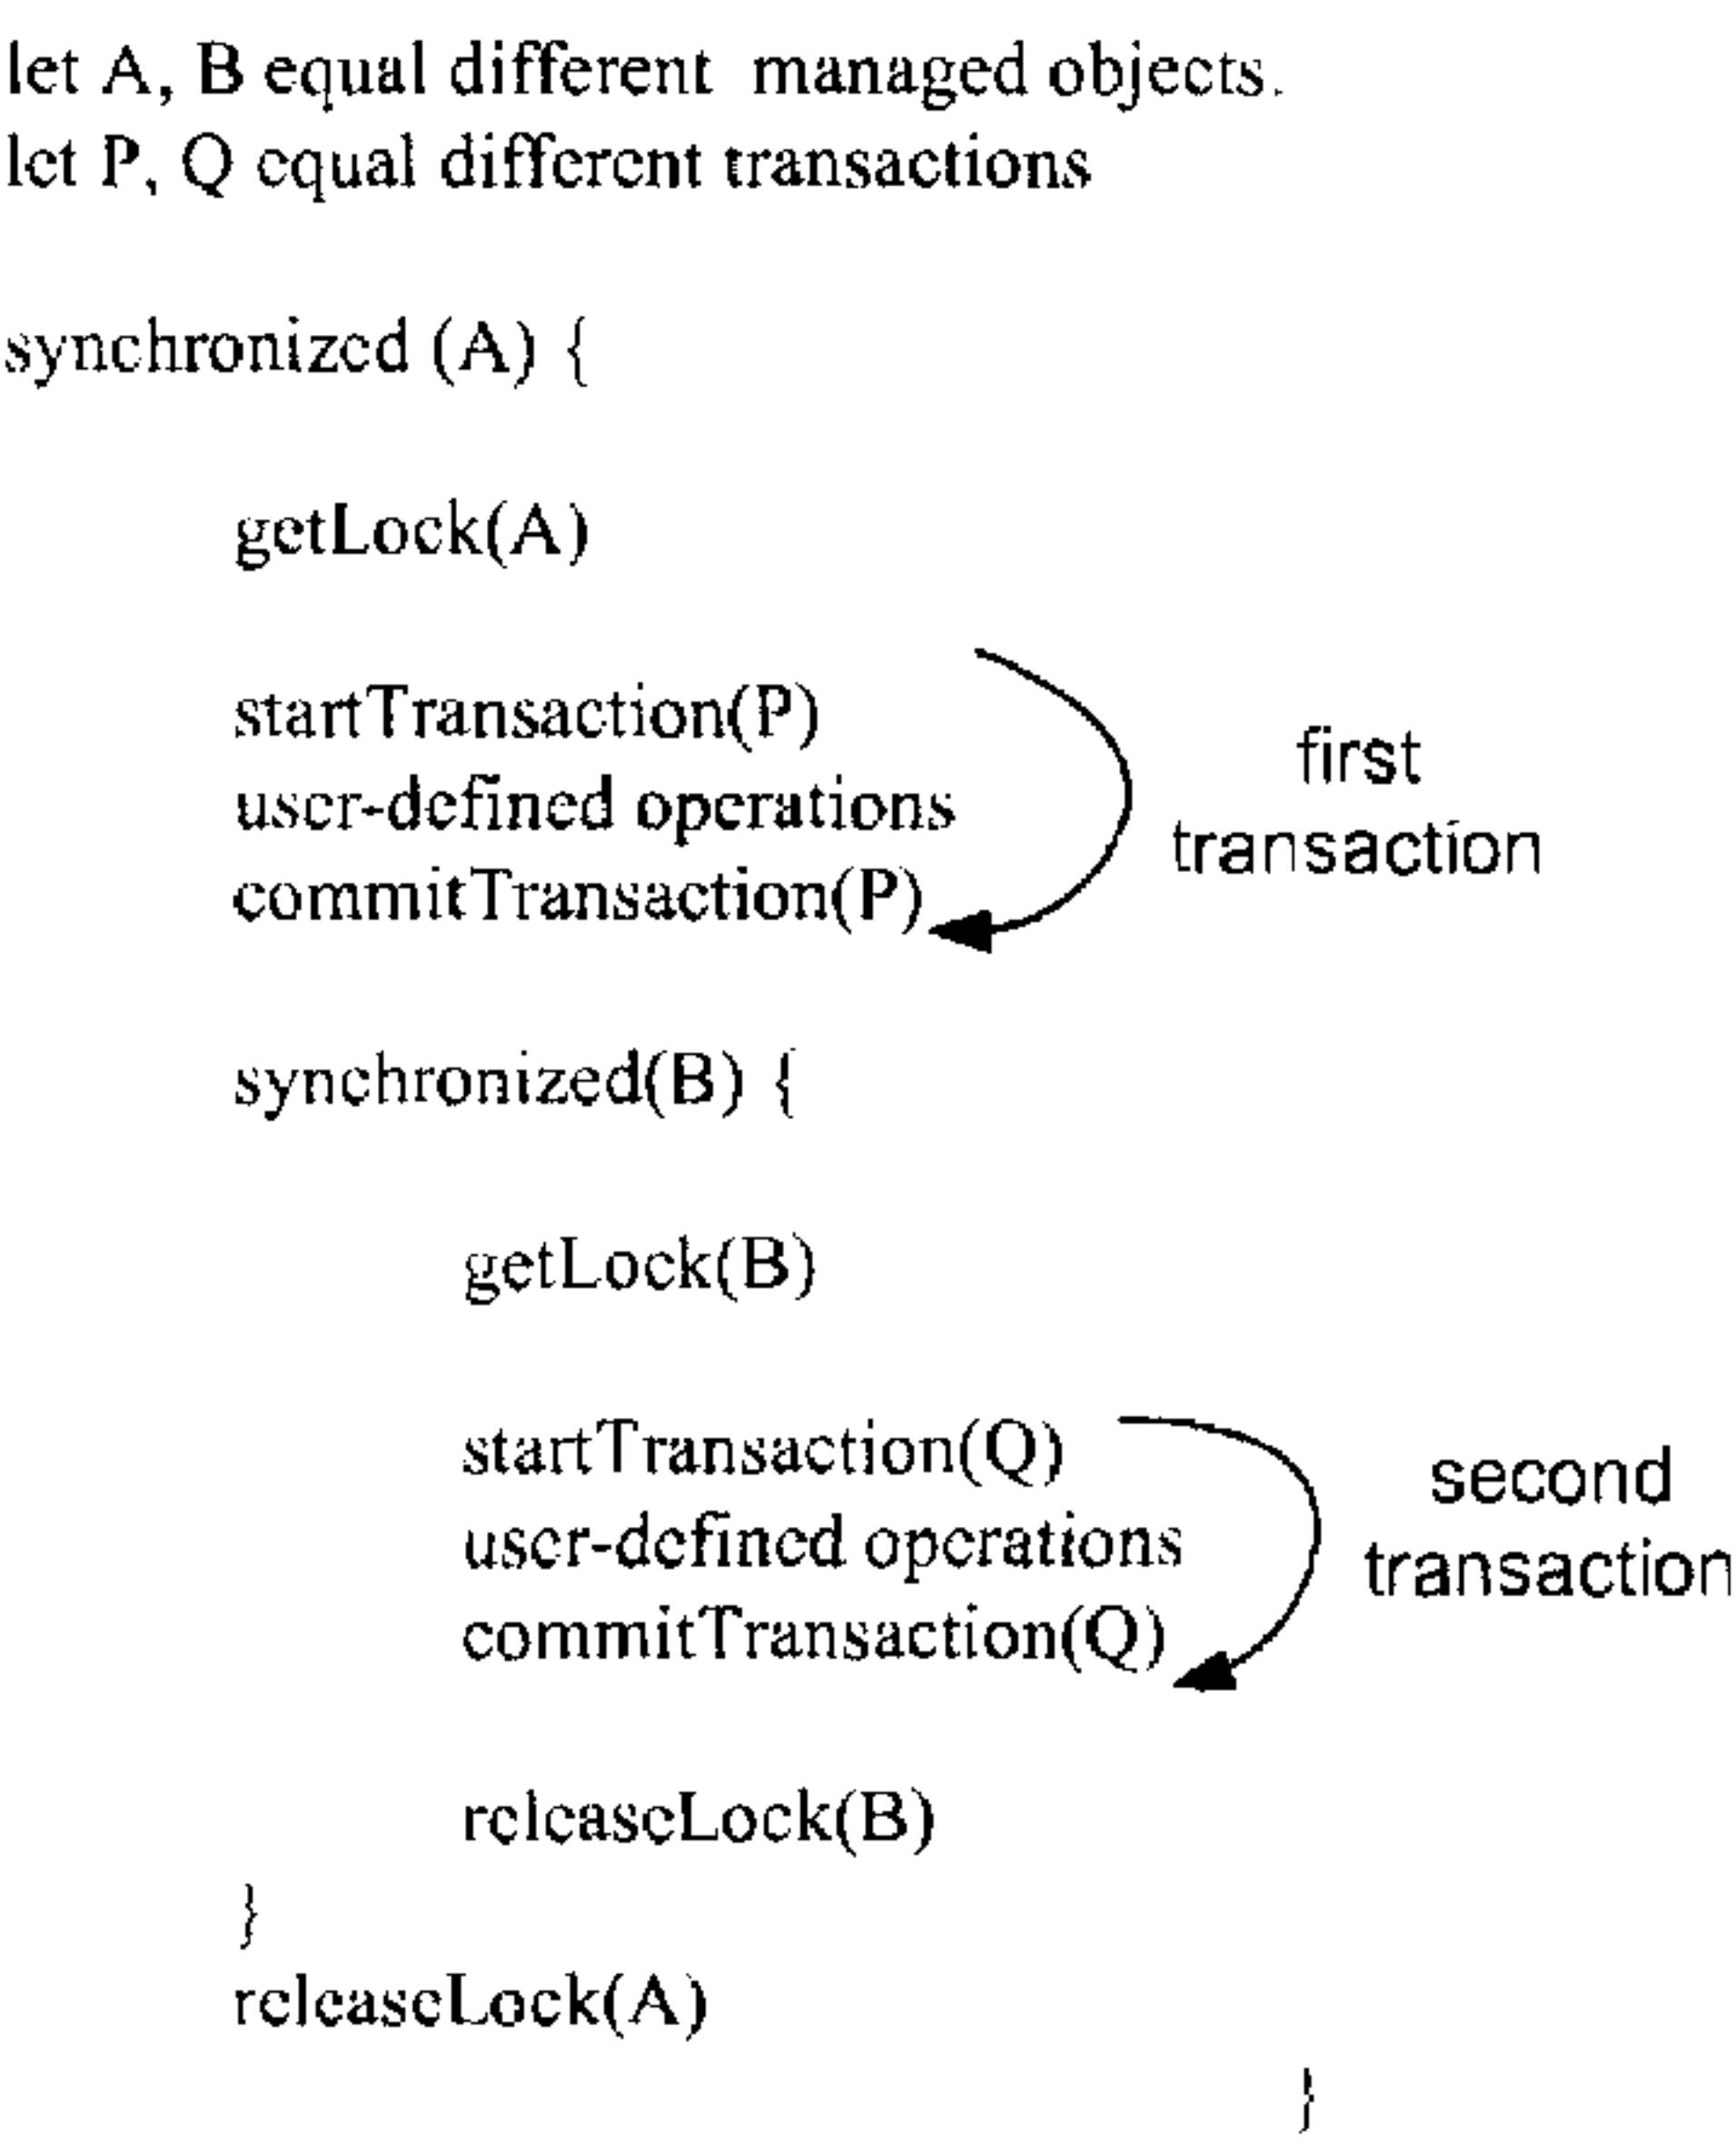 let A, B equal different managed objects.
let P, Q equal different transactions
synchronized (A) {
getLock(A)
startTransaction(P)
user-defined operations
commitTransaction(P)
first
transaction
synchronized(B) {
getLock(B)
startTransaction(Q)
user-defined operations
commitTransaction(Q)
second
transaction
releaseLock(B)
}
releaseLock(A)
}